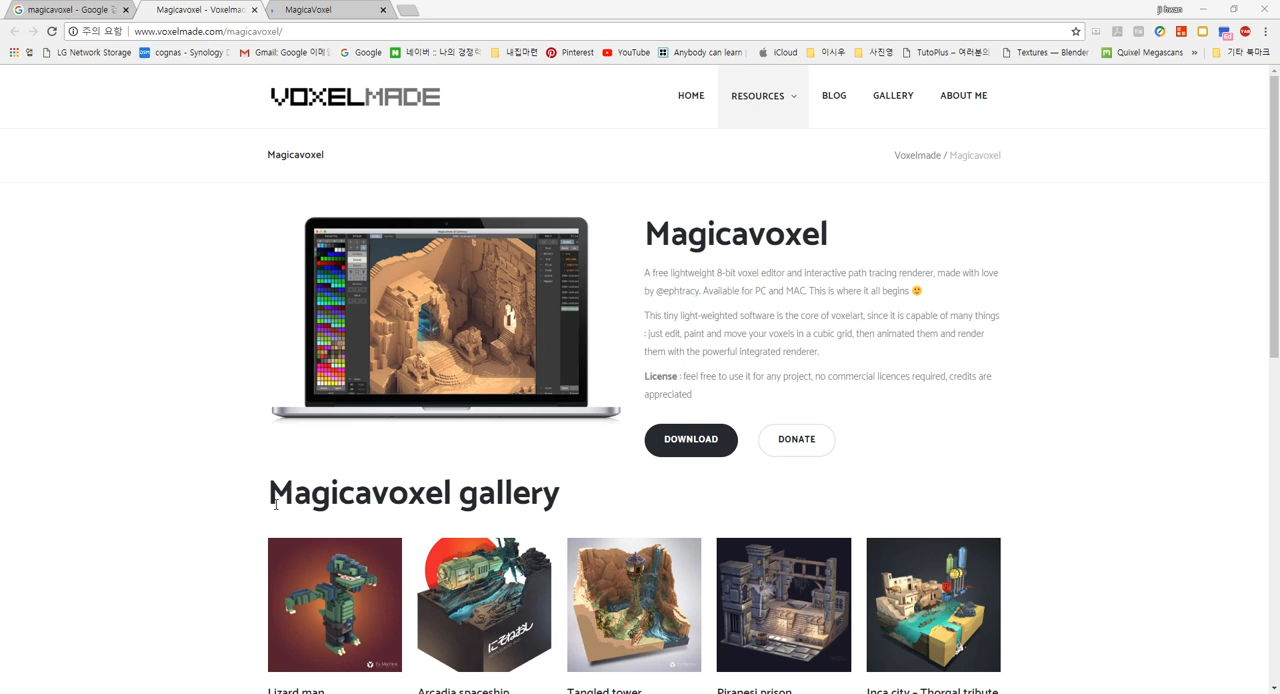 magicavoxel - Google 검
Magicavoxel - Voxelmad
MagicaVoxel
ji hwan
주의 요함
www.voxelmade.com/magicavoxel/
앱
LG Network Storage
cognas - Synology D
Gmail: Google 이메일
Google
네이버 :: 나의 경쟁력
내집마련
Pinterest
YouTube
Anybody can learn
iCloud
이시우
사진영
TutoPlus – 여러분의
Textures — Blender
Quixel Megascans
»
기타 북마크
VOXELMADE
HOME
RESOURCES
BLOG
GALLERY
ABOUT ME
Magicavoxel
Voxelmade / Magicavoxel
Magicavoxel
A free lightweight 8-bit voxel editor and interactive path tracing renderer, made with love
by @ephtracy. Available for PC and MAC. This is where it all begins 🙂
This tiny light-weighted software is the core of voxelart, since it is capable of many things
: just edit, paint and move your voxels in a cubic grid, then animated them and render
them with the powerful integrated renderer.
License : feel free to use it for any project, no commercial licences required, credits are
appreciated
DOWNLOAD
DONATE
Magicavoxel gallery
Lizard man
Arcadia spaceship
Tangled tower
Piranesi prison
Inca city – Thorgal tribute